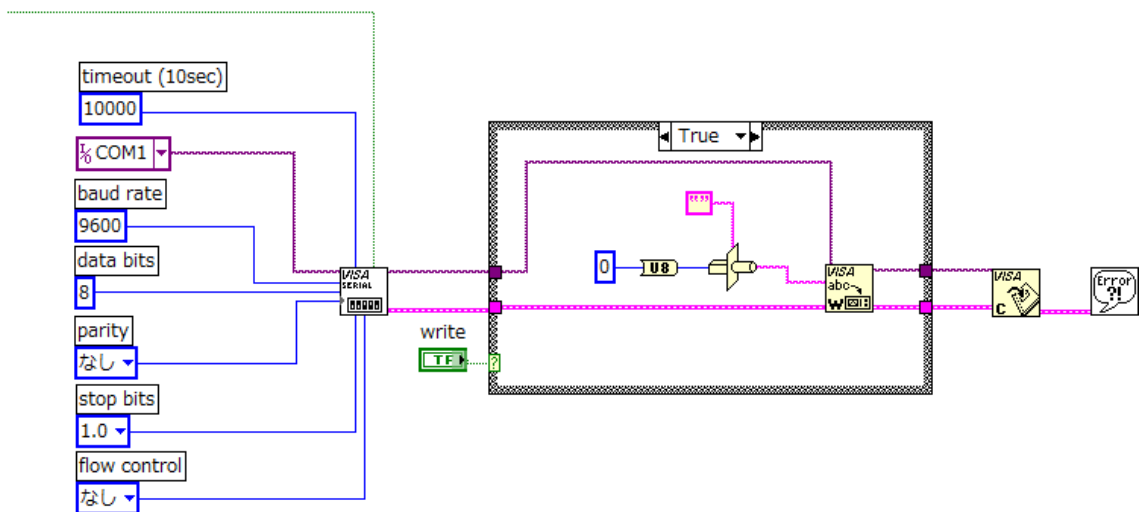 timeout (10sec)
10000
I/O COM1
baud rate
9600
data bits
8
parity
なし
stop bits
1.0
flow control
なし
VISA
SERIAL
write
TF
?
True
""
0
U8
VISA
abc
W
VISA
C
Error
?!